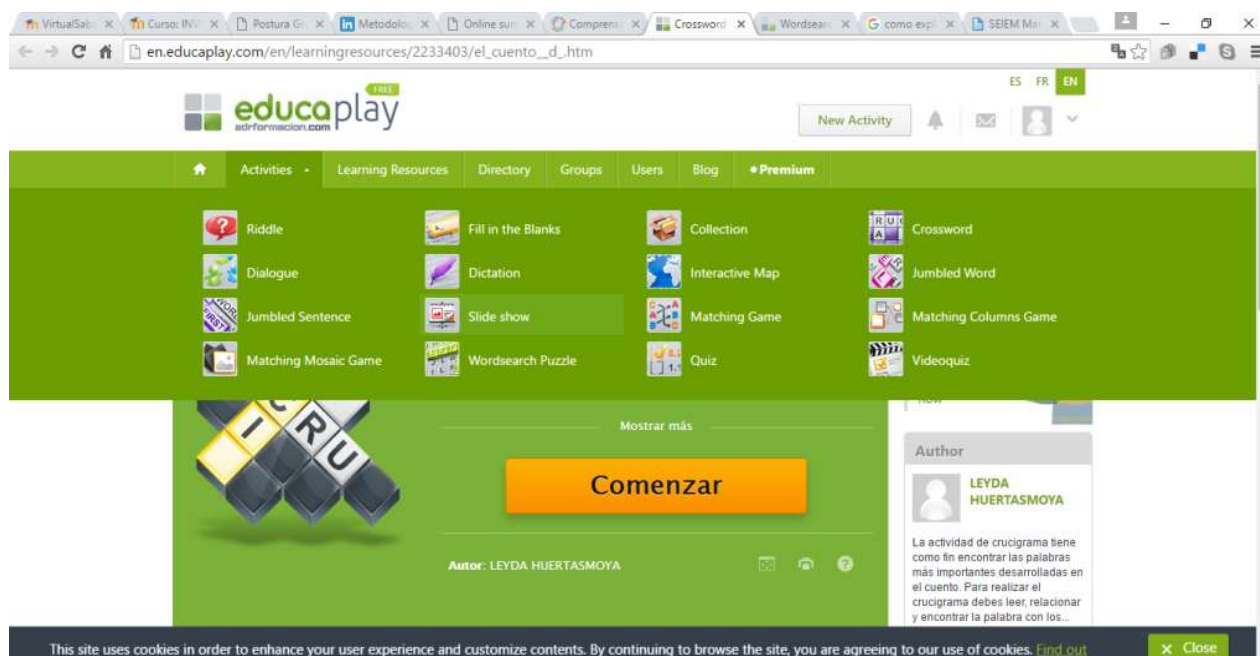 VirtualSab
Curso: INV
Postura G
Metodolo
Online sur
Comprens
Crossword
Wordsearc
como expl
SEIEM Ma
en.educaplay.com/en/learningresources/2233403/el_cuento__d_.htm
ES FR EN
FREE
educaplay
adrformacion.com
New Activity
Activities
Learning Resources
Directory
Groups
Users
Blog
Premium
Riddle
Fill in the Blanks
Collection
Crossword
Dialogue
Dictation
Interactive Map
Jumbled Word
Jumbled Sentence
Slide show
Matching Game
Matching Columns Game
Matching Mosaic Game
Wordsearch Puzzle
Quiz
Videoquiz
CRU
I
Mostrar más
Comenzar
Autor: LEYDA HUERTASMOYA
Author
LEYDA
HUERTASMOYA
La actividad de crucigrama tiene
como fin encontrar las palabras
más importantes desarrolladas en
el cuento. Para realizar el
crucigrama debes leer, relacionar
y encontrar la palabra con los...
This site uses cookies in order to enhance your user experience and customize contents. By continuing to browse the site, you are agreeing to our use of cookies. Find out
× Close